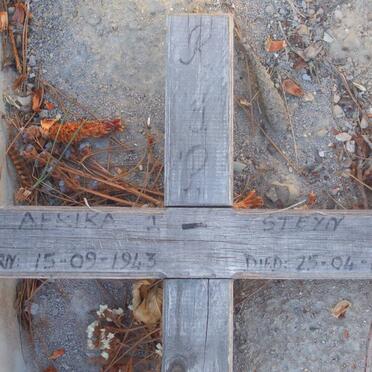 R
I
P
AFRIKA J STEYN
RN: 15-09-1943 DIED: 25-04-